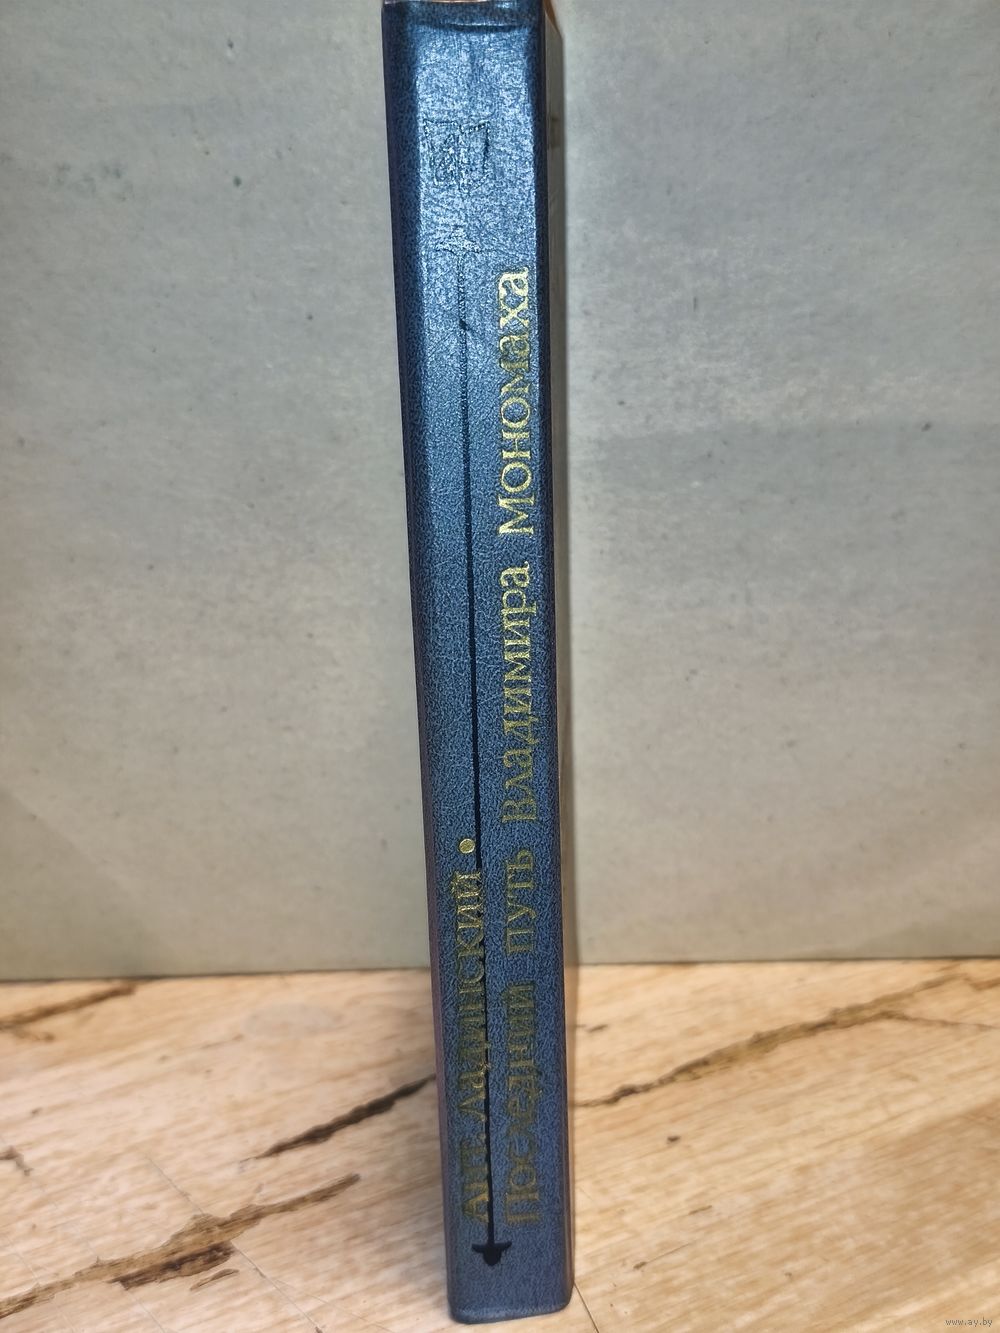 Ант. Ладинский
Последний путь Владимира Мономаха
www.ay.by